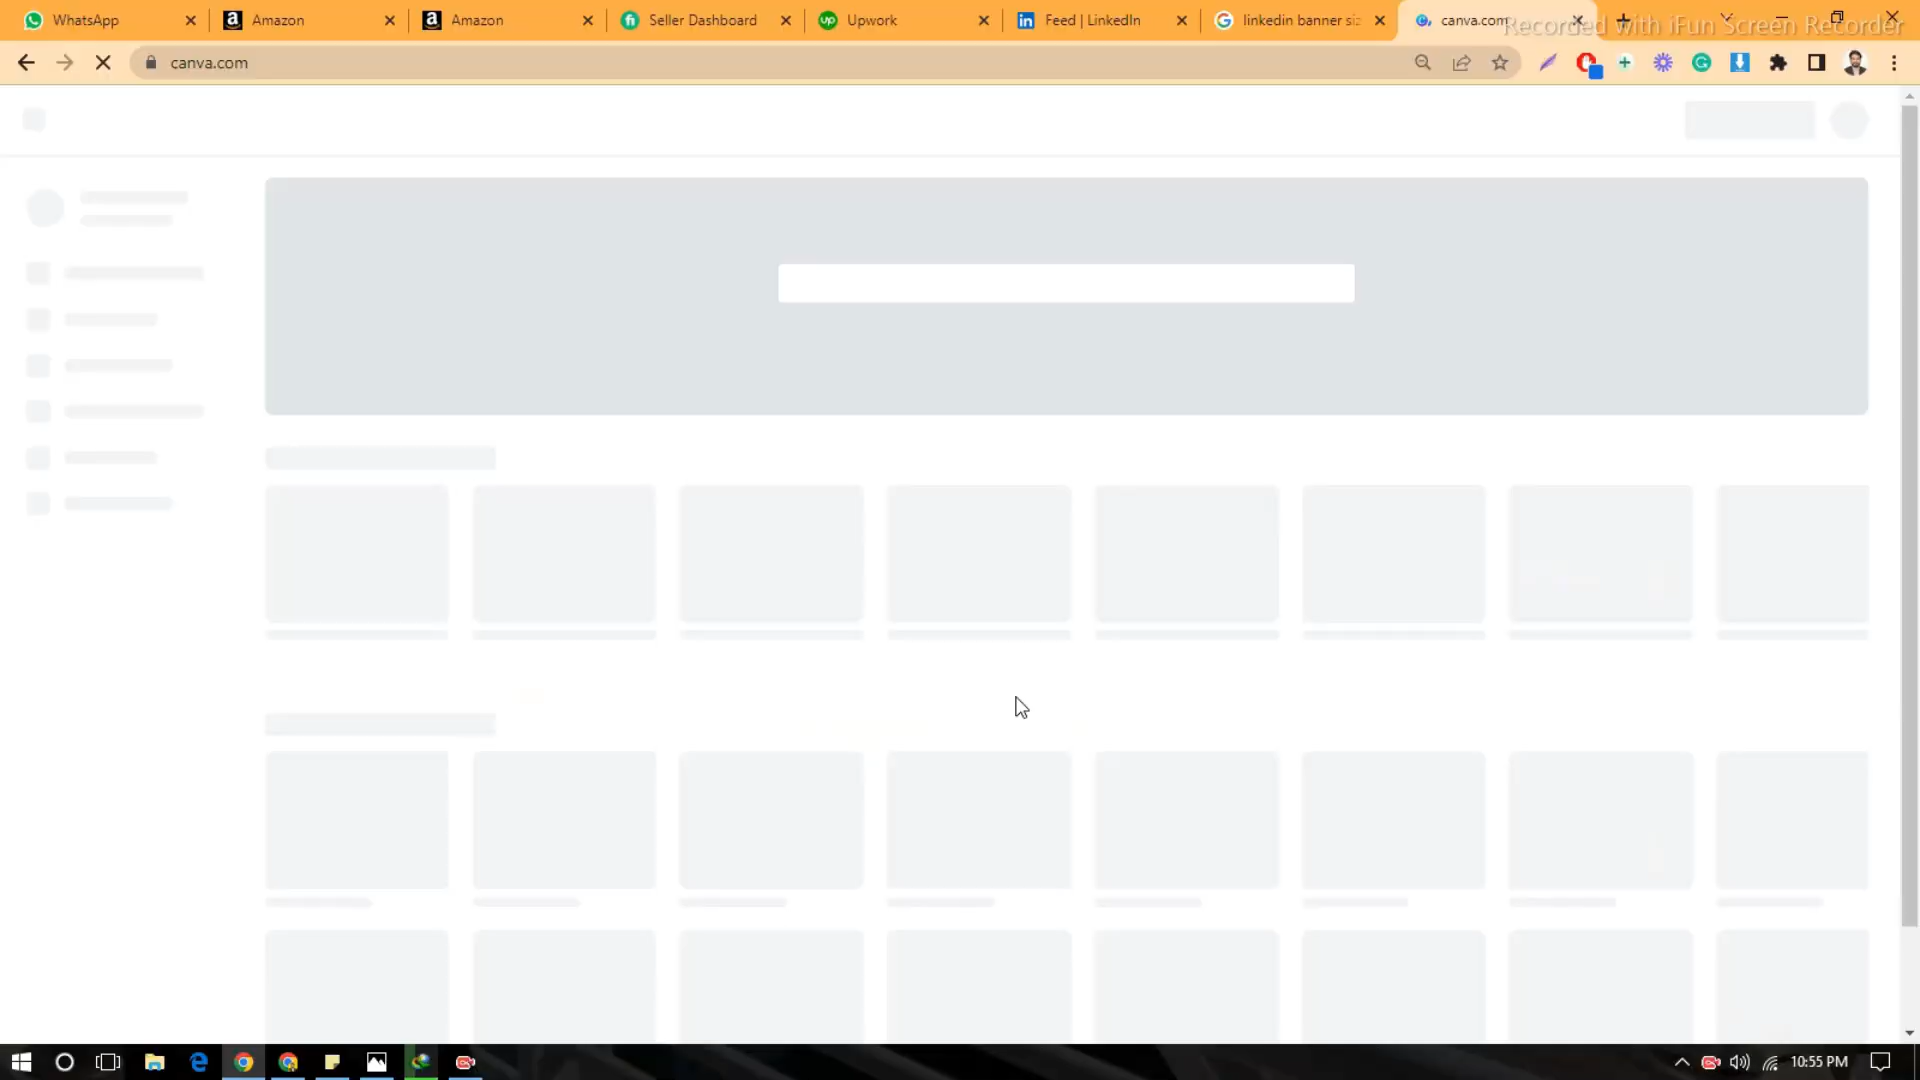 WhatsApp
Amazon
Amazon
Seller Dashboard
Upwork
Feed | LinkedIn
linkedin banner siz
canva.com
Recorded with iFun Screen Recorder
canva.com
10:55 PM